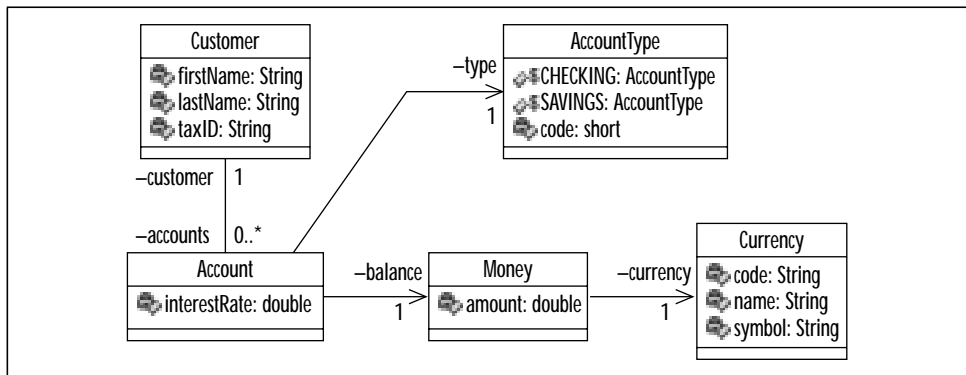 Customer
firstName: String
lastName: String
taxID: String
AccountType
$CHECKING: AccountType
$SAVINGS: AccountType
code: short
–type
1
–customer 1
–accounts 0..*
Account
interestRate: double
–balance
1
Money
amount: double
–currency
1
Currency
code: String
name: String
symbol: String